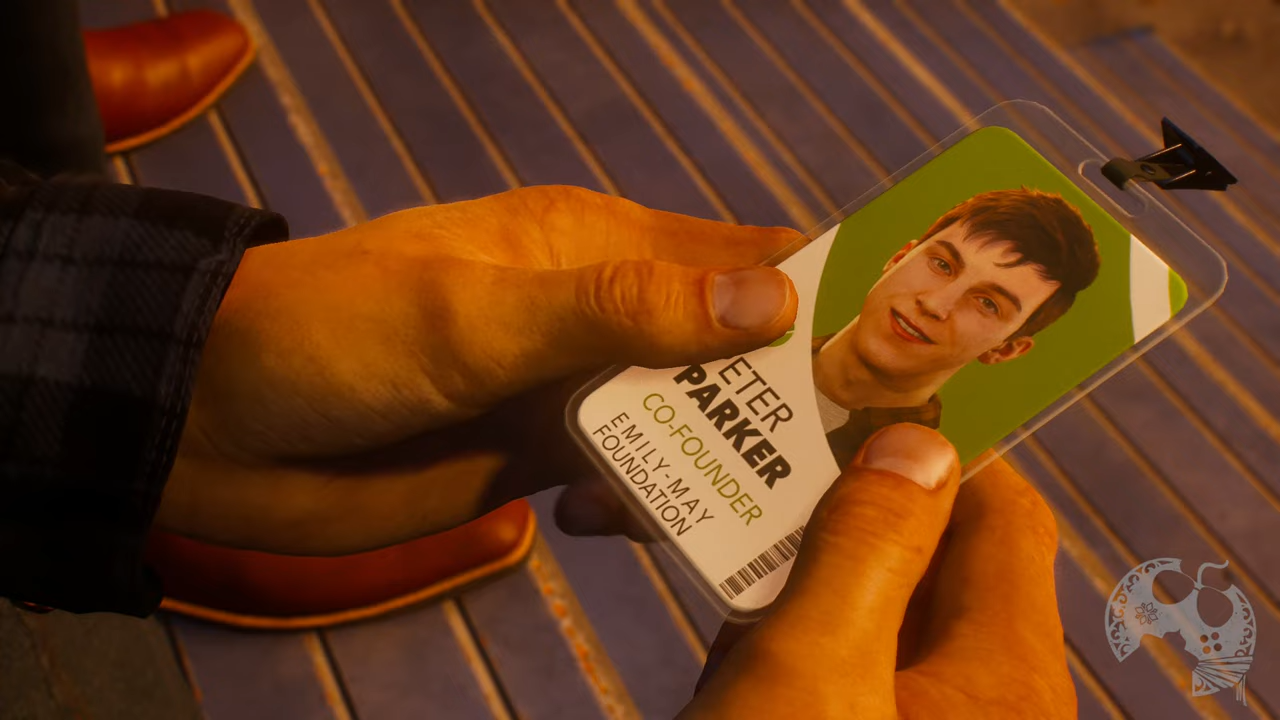 ETER
PARKER
CO-FOUNDER
EMILY-MAY
FOUNDATION